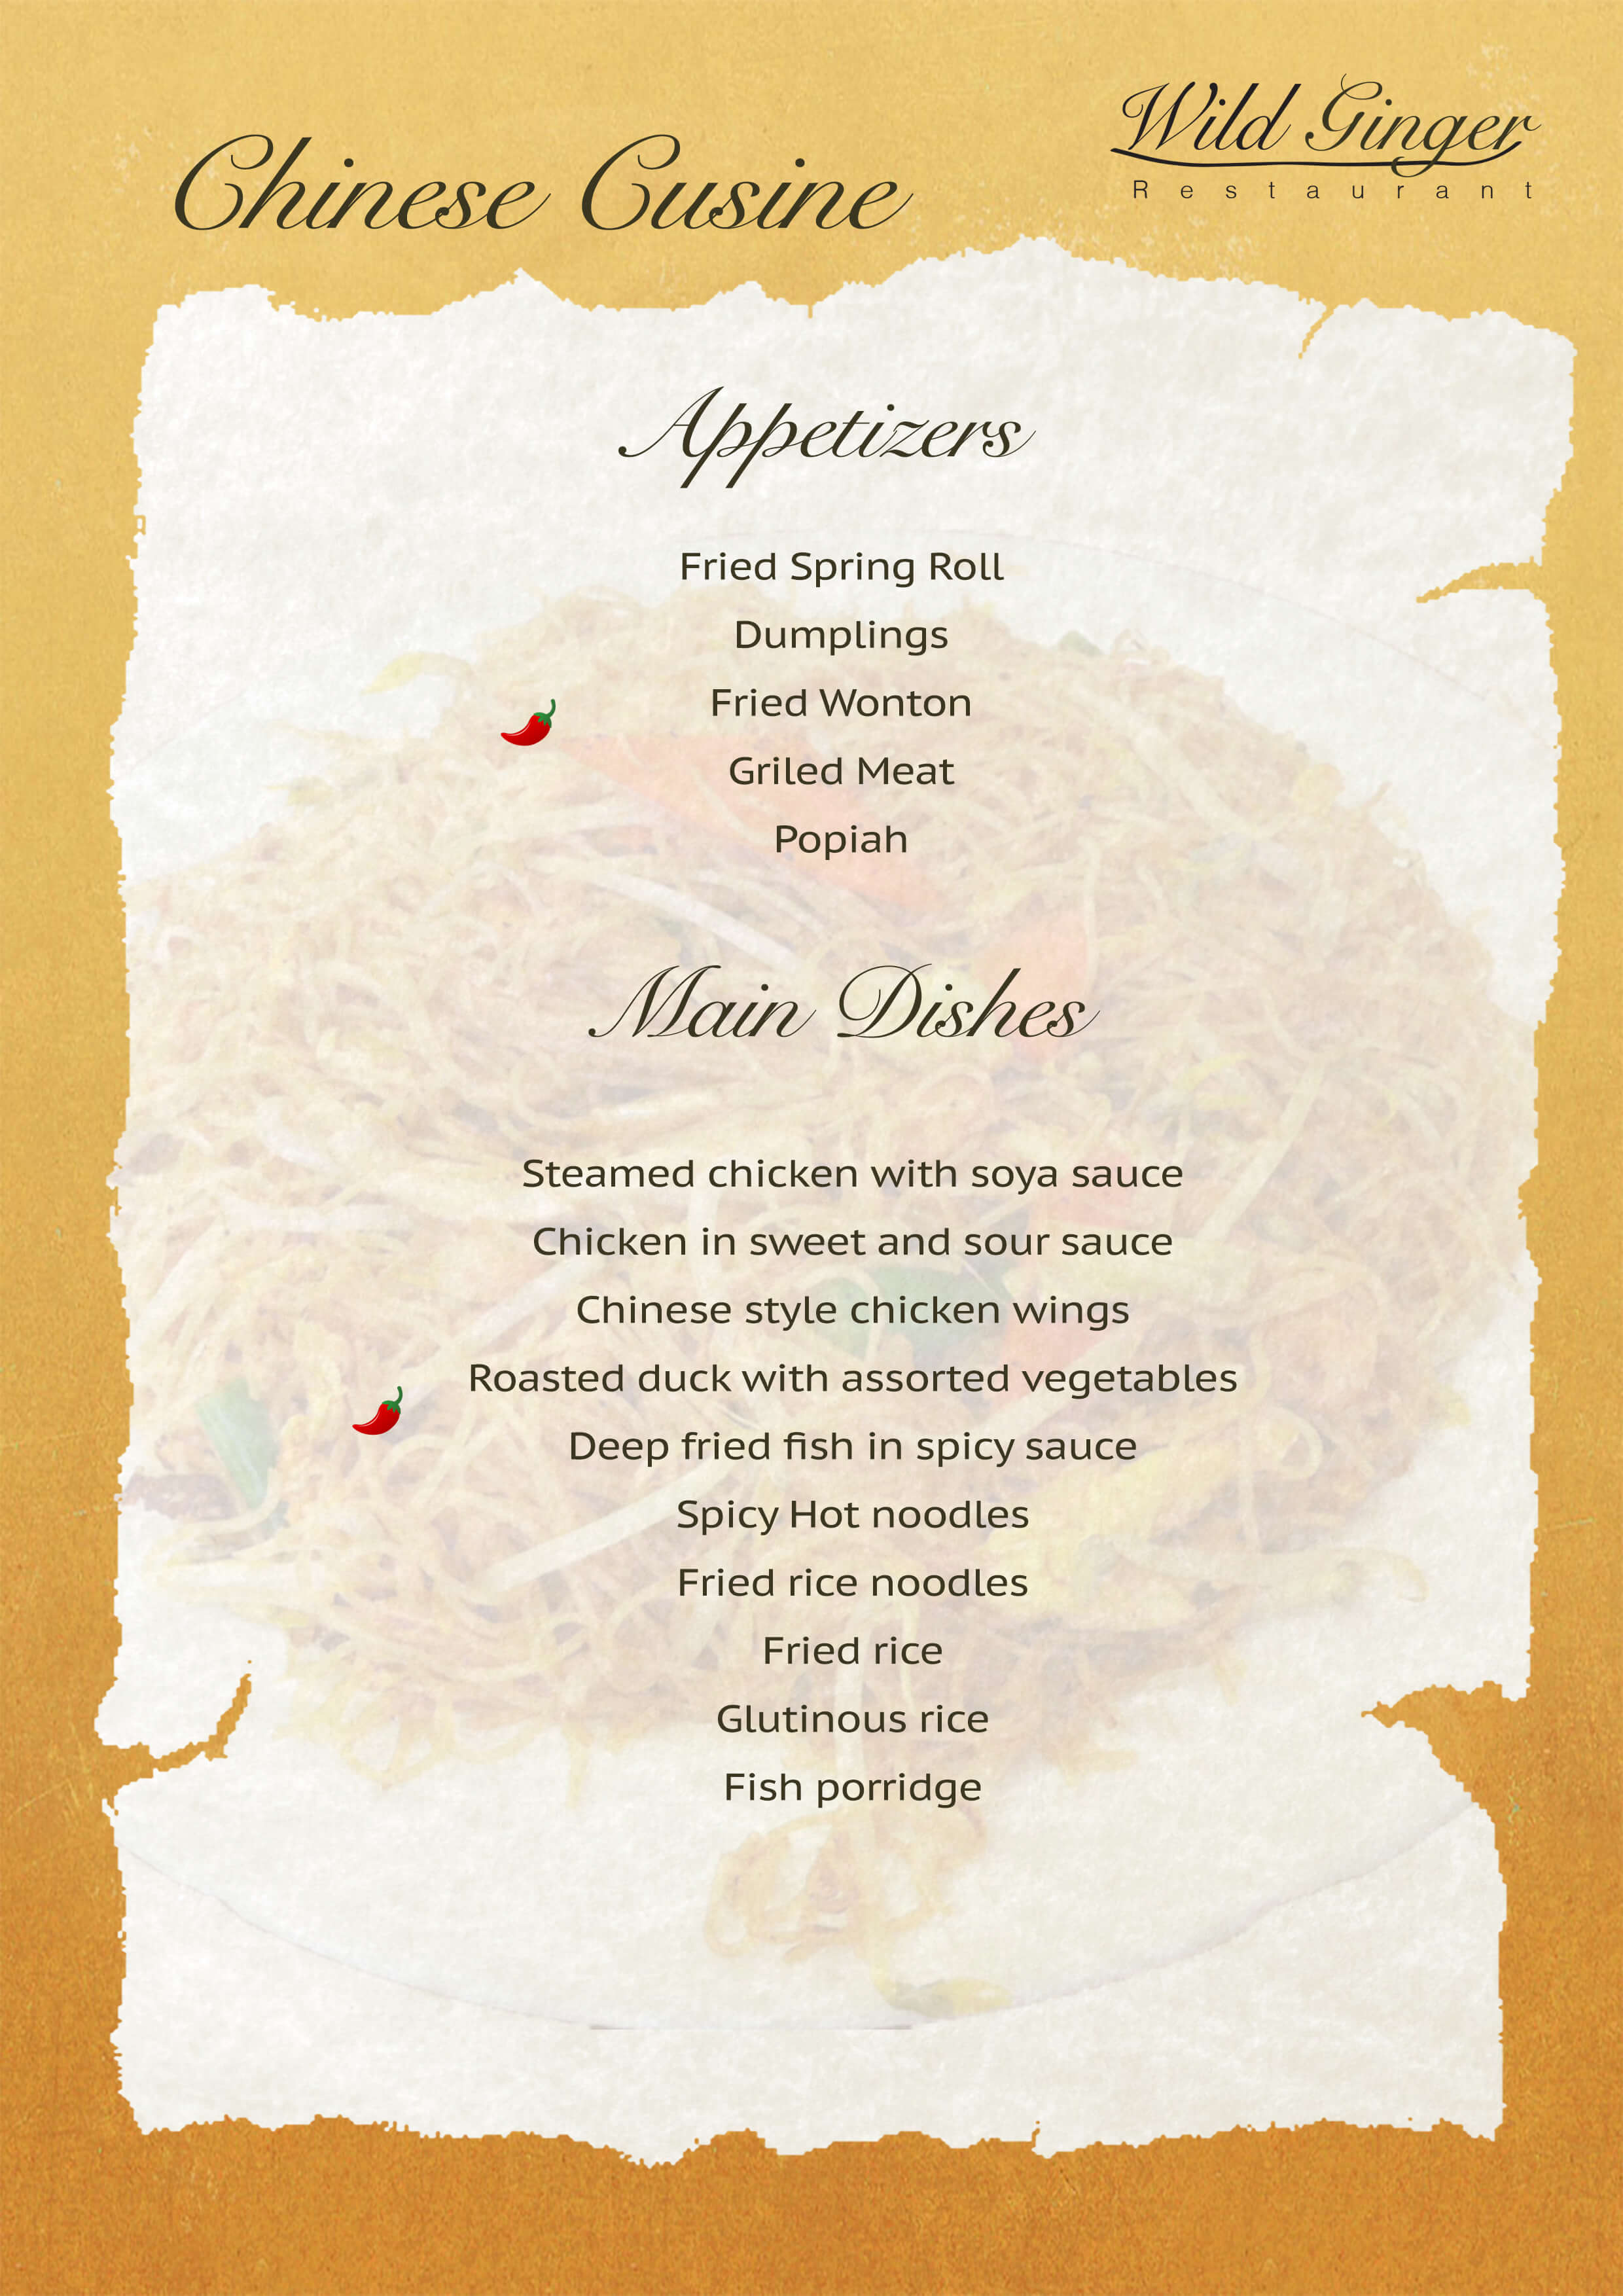 Wild Ginger
Restaurant
Chinese Cusine
Appetizers
Fried Spring Roll
Dumplings
Fried Wonton
Griled Meat
Popiah
Main Dishes
Steamed chicken with soya sauce
Chicken in sweet and sour sauce
Chinese style chicken wings
Roasted duck with assorted vegetables
Deep fried fish in spicy sauce
Spicy Hot noodles
Fried rice noodles
Fried rice
Glutinous rice
Fish porridge